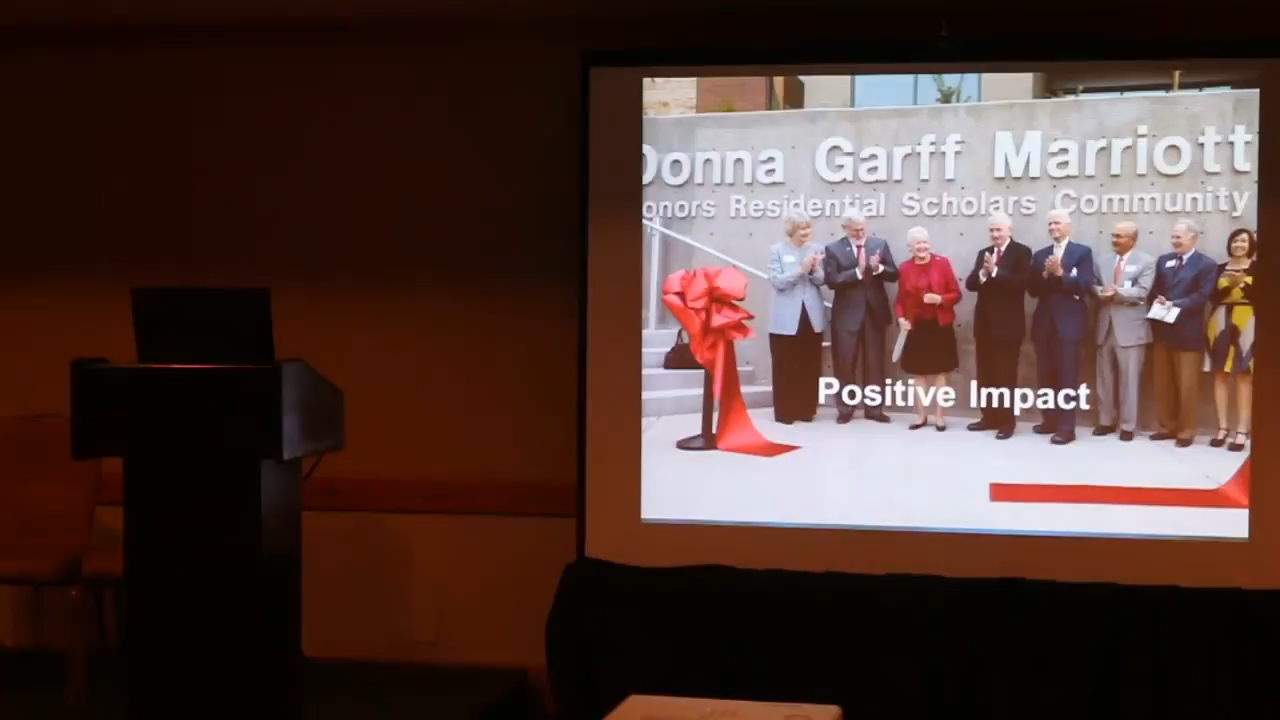 Donna Garff Marriott
onors Residential Scholars Community
Positive Impact